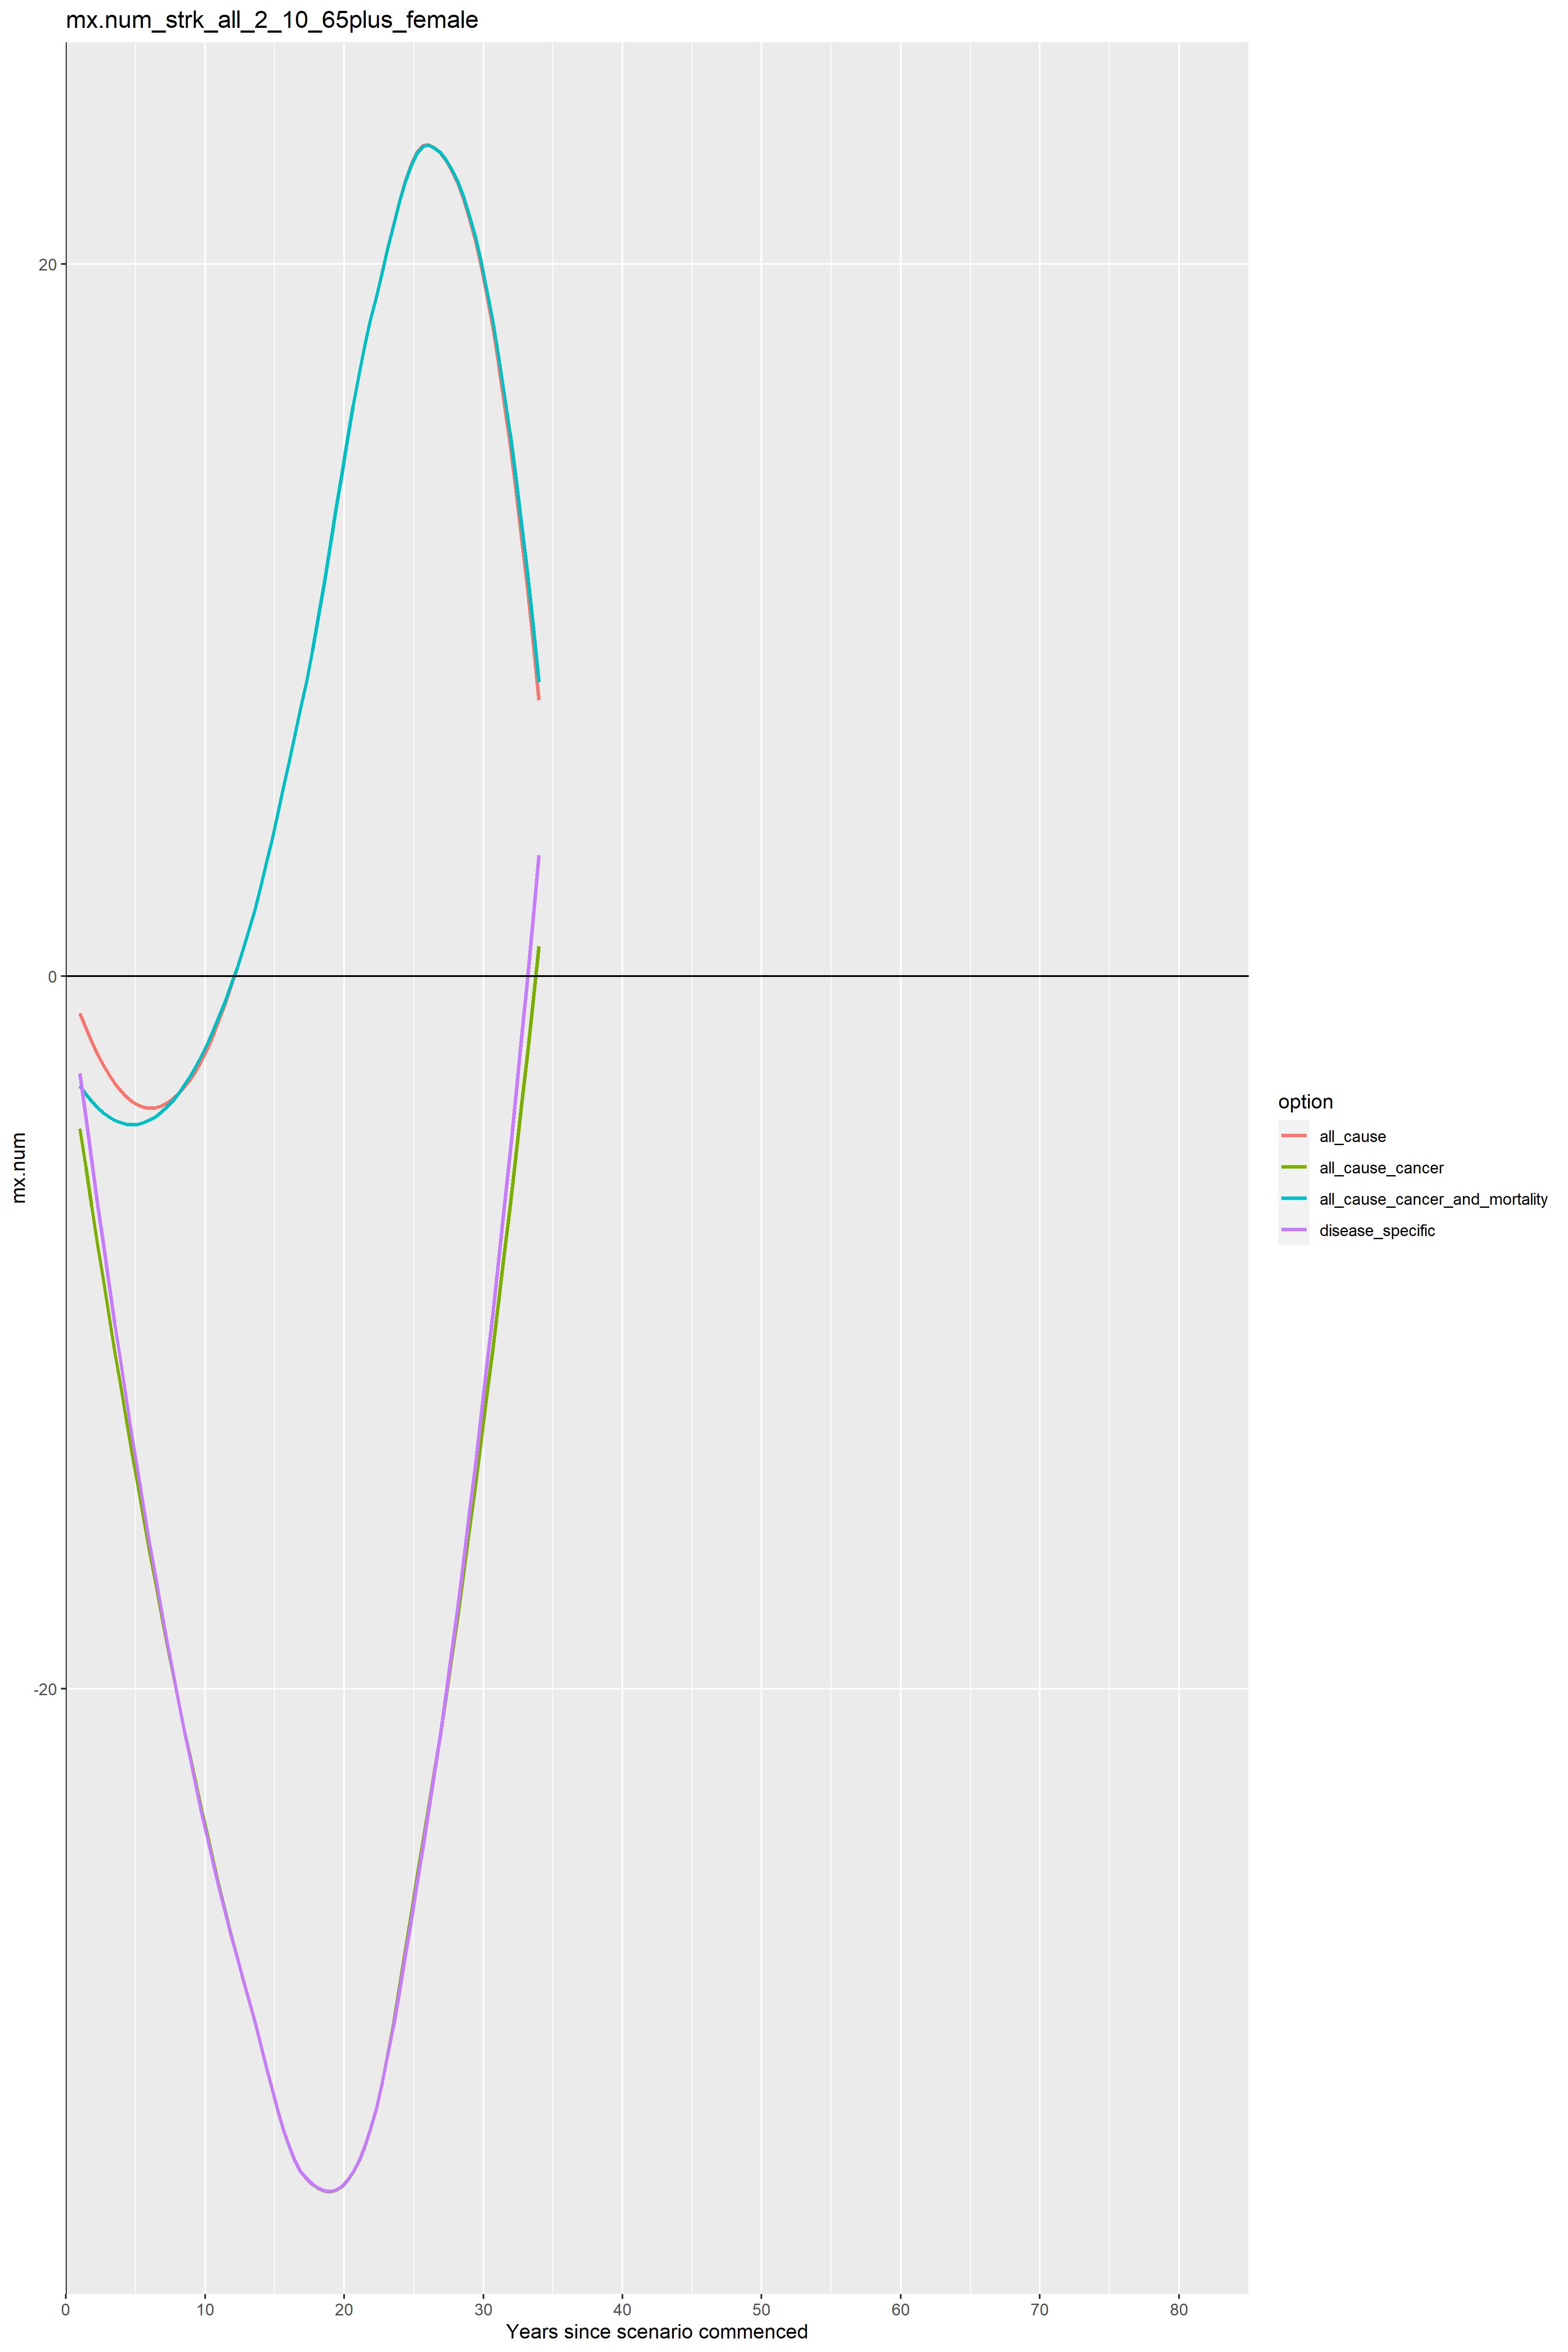 mx.num_strk_all_2_10_65plus_female
20
0
-20
mx.num
0 10 20 30 40 50 60 70 80
Years since scenario commenced
option
all_cause
all_cause_cancer
all_cause_cancer_and_mortality
disease_specific